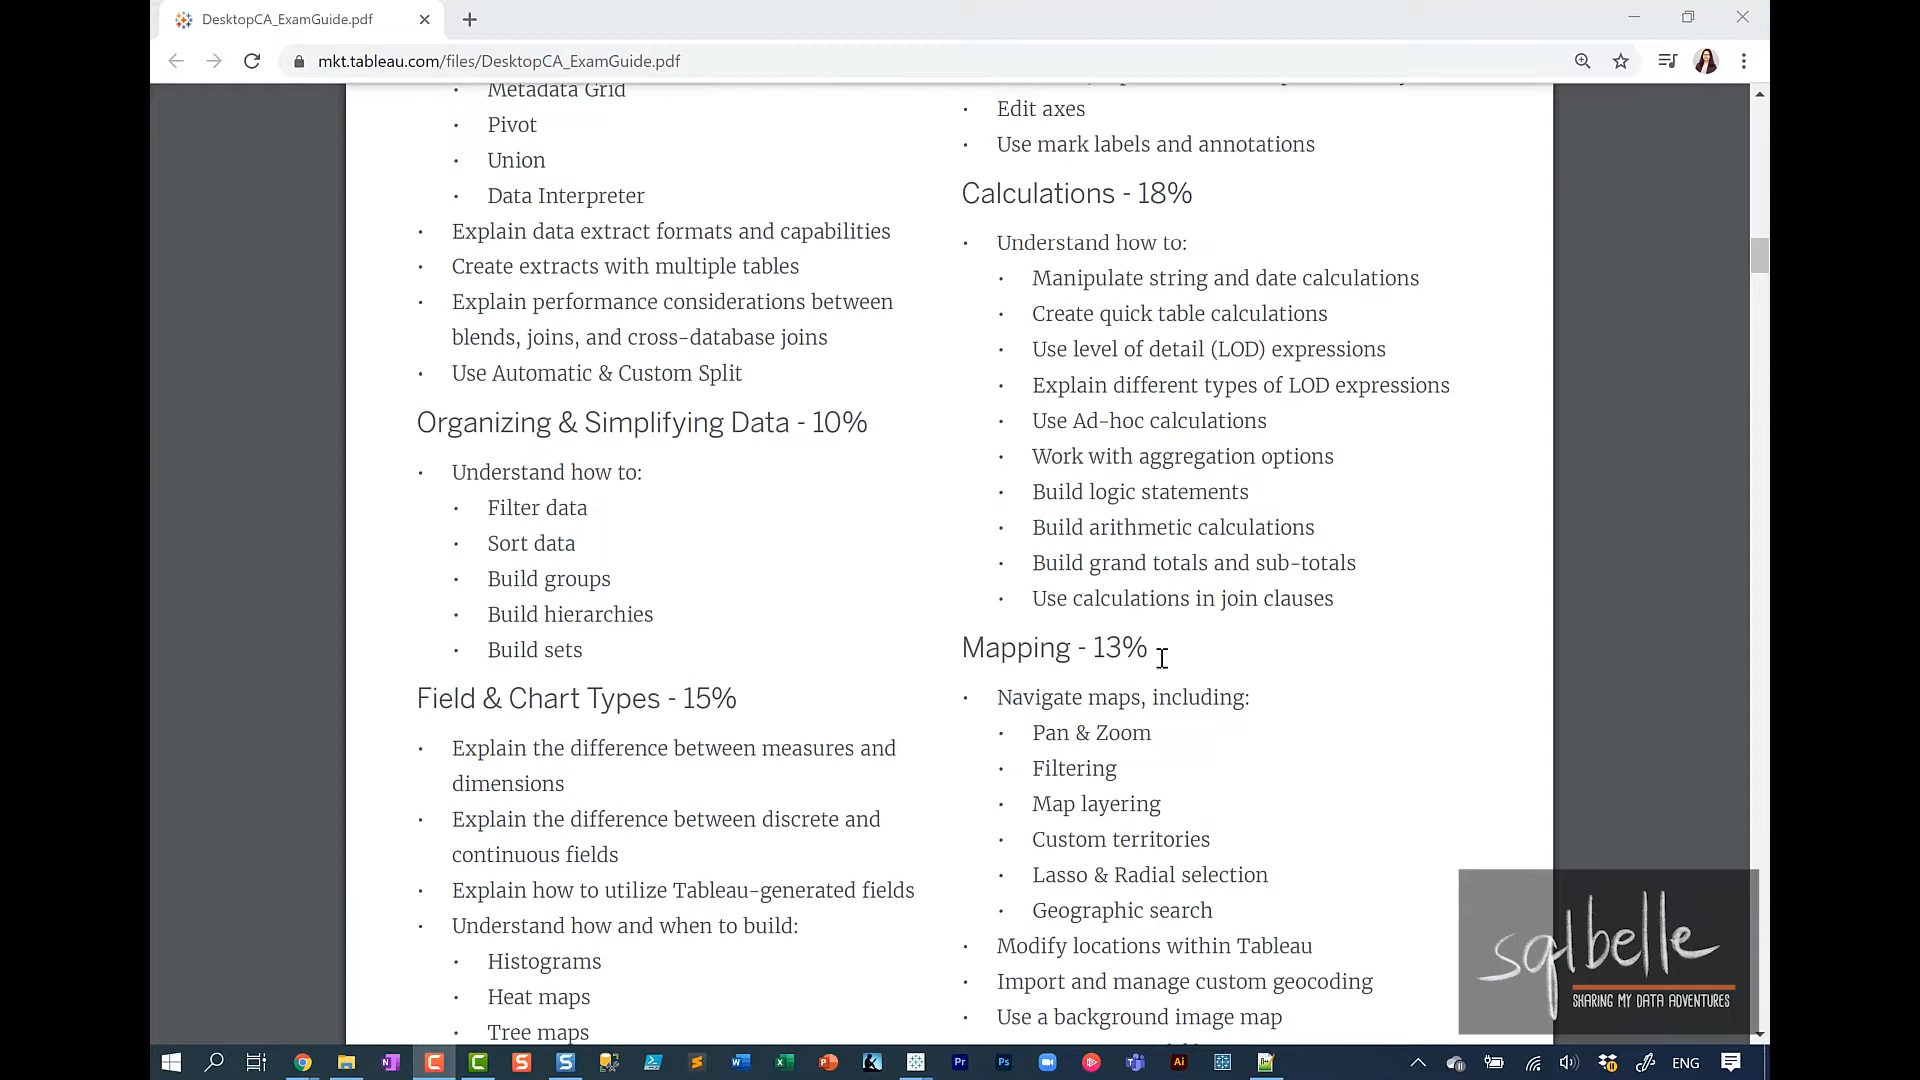 DesktopCA_ExamGuide.pdf
mkt.tableau.com/files/DesktopCA_ExamGuide.pdf
• Metadata Grid
• Pivot
• Union
• Data Interpreter
• Explain data extract formats and capabilities
• Create extracts with multiple tables
• Explain performance considerations between
blends, joins, and cross-database joins
• Use Automatic & Custom Split
Organizing & Simplifying Data - 10%
• Understand how to:
• Filter data
• Sort data
• Build groups
• Build hierarchies
• Build sets
Field & Chart Types - 15%
• Explain the difference between measures and
dimensions
• Explain the difference between discrete and
continuous fields
• Explain how to utilize Tableau-generated fields
• Understand how and when to build:
• Histograms
• Heat maps
• Tree maps
• Edit axes
• Use mark labels and annotations
Calculations - 18%
• Understand how to:
• Manipulate string and date calculations
• Create quick table calculations
• Use level of detail (LOD) expressions
• Explain different types of LOD expressions
• Use Ad-hoc calculations
• Work with aggregation options
• Build logic statements
• Build arithmetic calculations
• Build grand totals and sub-totals
• Use calculations in join clauses
Mapping - 13%
• Navigate maps, including:
• Pan & Zoom
• Filtering
• Map layering
• Custom territories
• Lasso & Radial selection
• Geographic search
• Modify locations within Tableau
• Import and manage custom geocoding
• Use a background image map
sqlbelle
SHARING MY DATA ADVENTURES
ENG